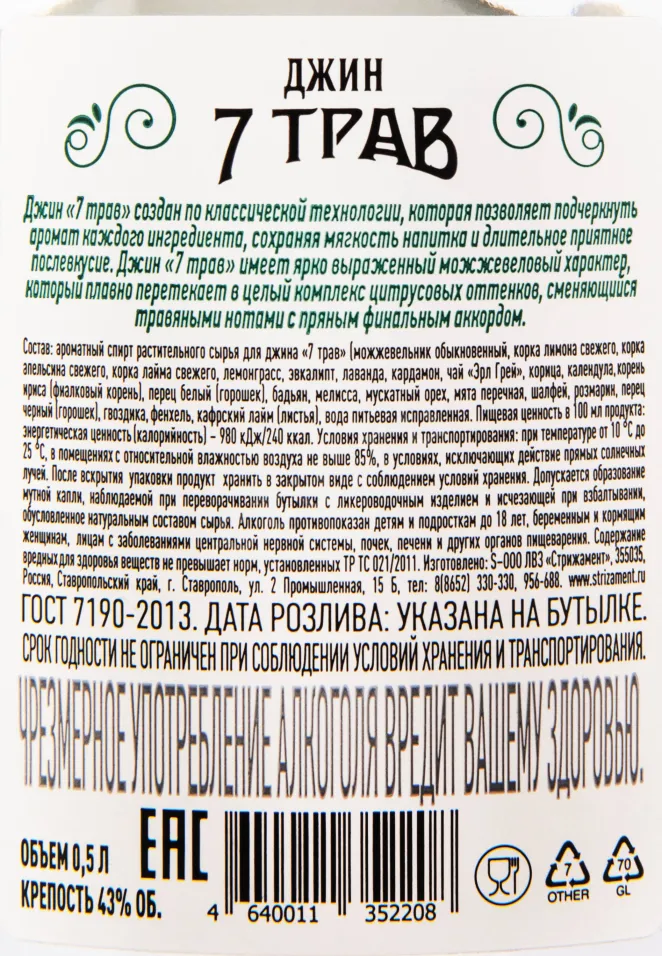 ДЖИН
7 ТРАВ
Джин «7 трав» создан по классической технологии, которая позволяет подчеркнуть
аромат каждого ингредиента, сохраняя мягкость напитка и длительное приятное
послевкусие. Джин «7 трав» имеет ярко выраженный можжевеловый характер,
который плавно перетекает в целый комплекс цитрусовых оттенков, сменяющийся
травяными нотами с пряным финальным аккордом.
Состав: ароматный спирт растительного сырья для джина «7 трав» (можжевельник обыкновенный, корка лимона свежего, корка
апельсина свежего, корка лайма свежего, лемонграсс, эвкалипт, лаванда, кардамон, чай «Эрл Грей», корица, календула, корень
ириса (фиалковый корень), перец белый (горошек), бадьян, мелисса, мускатный орех, мята перечная, шалфей, розмарин, перец
черный (горошек), гвоздика, фенхель, кафрский лайм (листья), вода питьевая исправленная. Пищевая ценность в 100 мл продукта:
энергетическая ценность (калорийность) – 980 кДж/240 ккал. Условия хранения и транспортирования: при температуре от 10 °С до
25 °С, в помещениях с относительной влажностью воздуха не выше 85%, в условиях, исключающих действие прямых солнечных
лучей. После вскрытия упаковки продукт хранить в закрытом виде с соблюдением условий хранения. Допускается образование
мутной капли, наблюдаемой при переворачивании бутылки с ликероводочным изделием и исчезающей при взбалтывании,
обусловленное натуральным составом сырья. Алкоголь противопоказан детям и подросткам до 18 лет, беременным и кормящим
женщинам, лицам с заболеваниями центральной нервной системы, почек, печени и других органов пищеварения. Содержание
вредных для здоровья веществ не превышает норм, установленных ТР ТС 021/2011. Изготовлено: S–ООО ЛВЗ «Стрижамент», 355035,
Россия, Ставропольский край, г. Ставрополь, ул. 2 Промышленная, 15 Б, тел: 8(8652) 330-330, 956-688. www.strizament.ru
ГОСТ 7190-2013. ДАТА РОЗЛИВА: УКАЗАНА НА БУТЫЛКЕ.
СРОК ГОДНОСТИ НЕ ОГРАНИЧЕН ПРИ СОБЛЮДЕНИИ УСЛОВИЙ ХРАНЕНИЯ И ТРАНСПОРТИРОВАНИЯ.
ЧРЕЗМЕРНОЕ УПОТРЕБЛЕНИЕ АЛКОГОЛЯ ВРЕДИТ ВАШЕМУ ЗДОРОВЬЮ.
ОБЪЕМ 0,5 Л
КРЕПОСТЬ 43% ОБ.
ЕАС
4 640011 352208
7
OTHER
70
GL